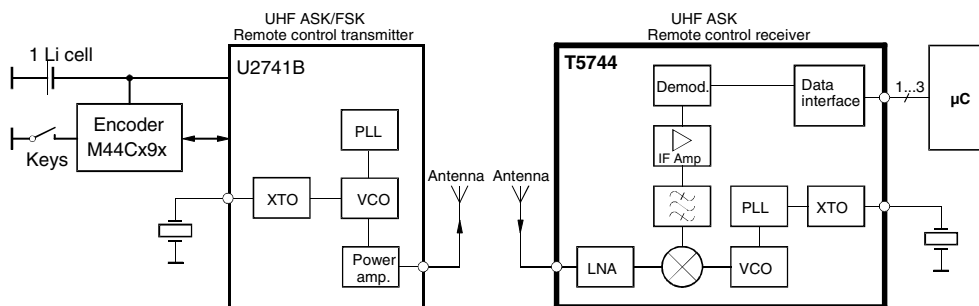 UHF ASK/FSK
Remote control transmitter
UHF ASK
Remote control receiver
1 Li cell
U2741B
Encoder
M44Cx9x
Keys
PLL
XTO
VCO
Power
amp.
Antenna
Antenna
T5744
Demod.
Data
interface
1...3
µC
IF Amp
PLL
XTO
LNA
VCO